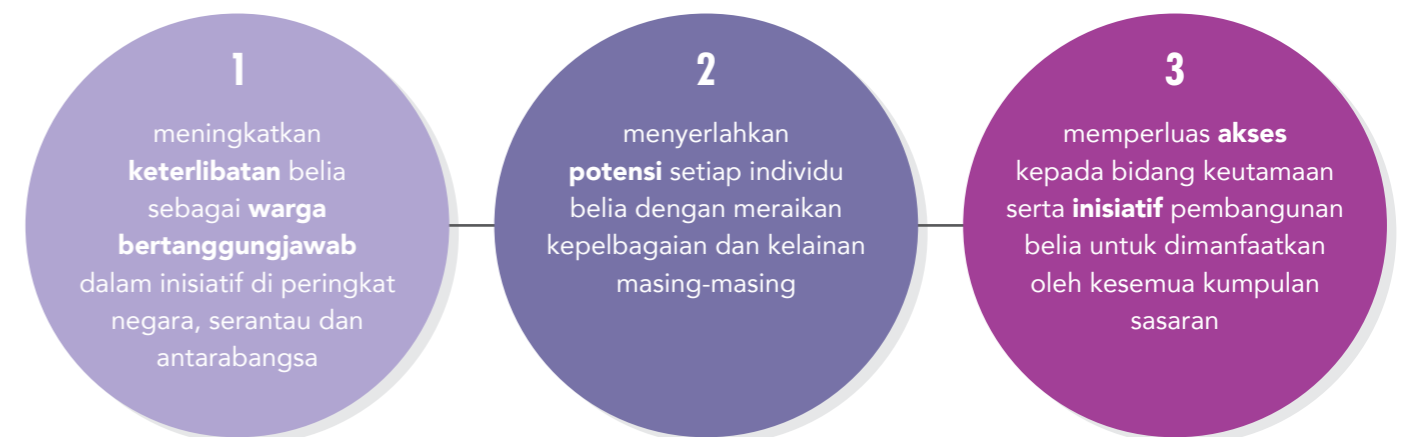 1
meningkatkan
keterlibatan belia
sebagai warga
bertanggungjawab
dalam inisiatif di peringkat
negara, serantau dan
antarabangsa
2
menyerlahkan
potensi setiap individu
belia dengan meraikan
kepelbagaian dan kelainan
masing-masing
3
memperluas akses
kepada bidang keutamaan
serta inisiatif pembangunan
belia untuk dimanfaatkan
oleh kesemua kumpulan
sasaran